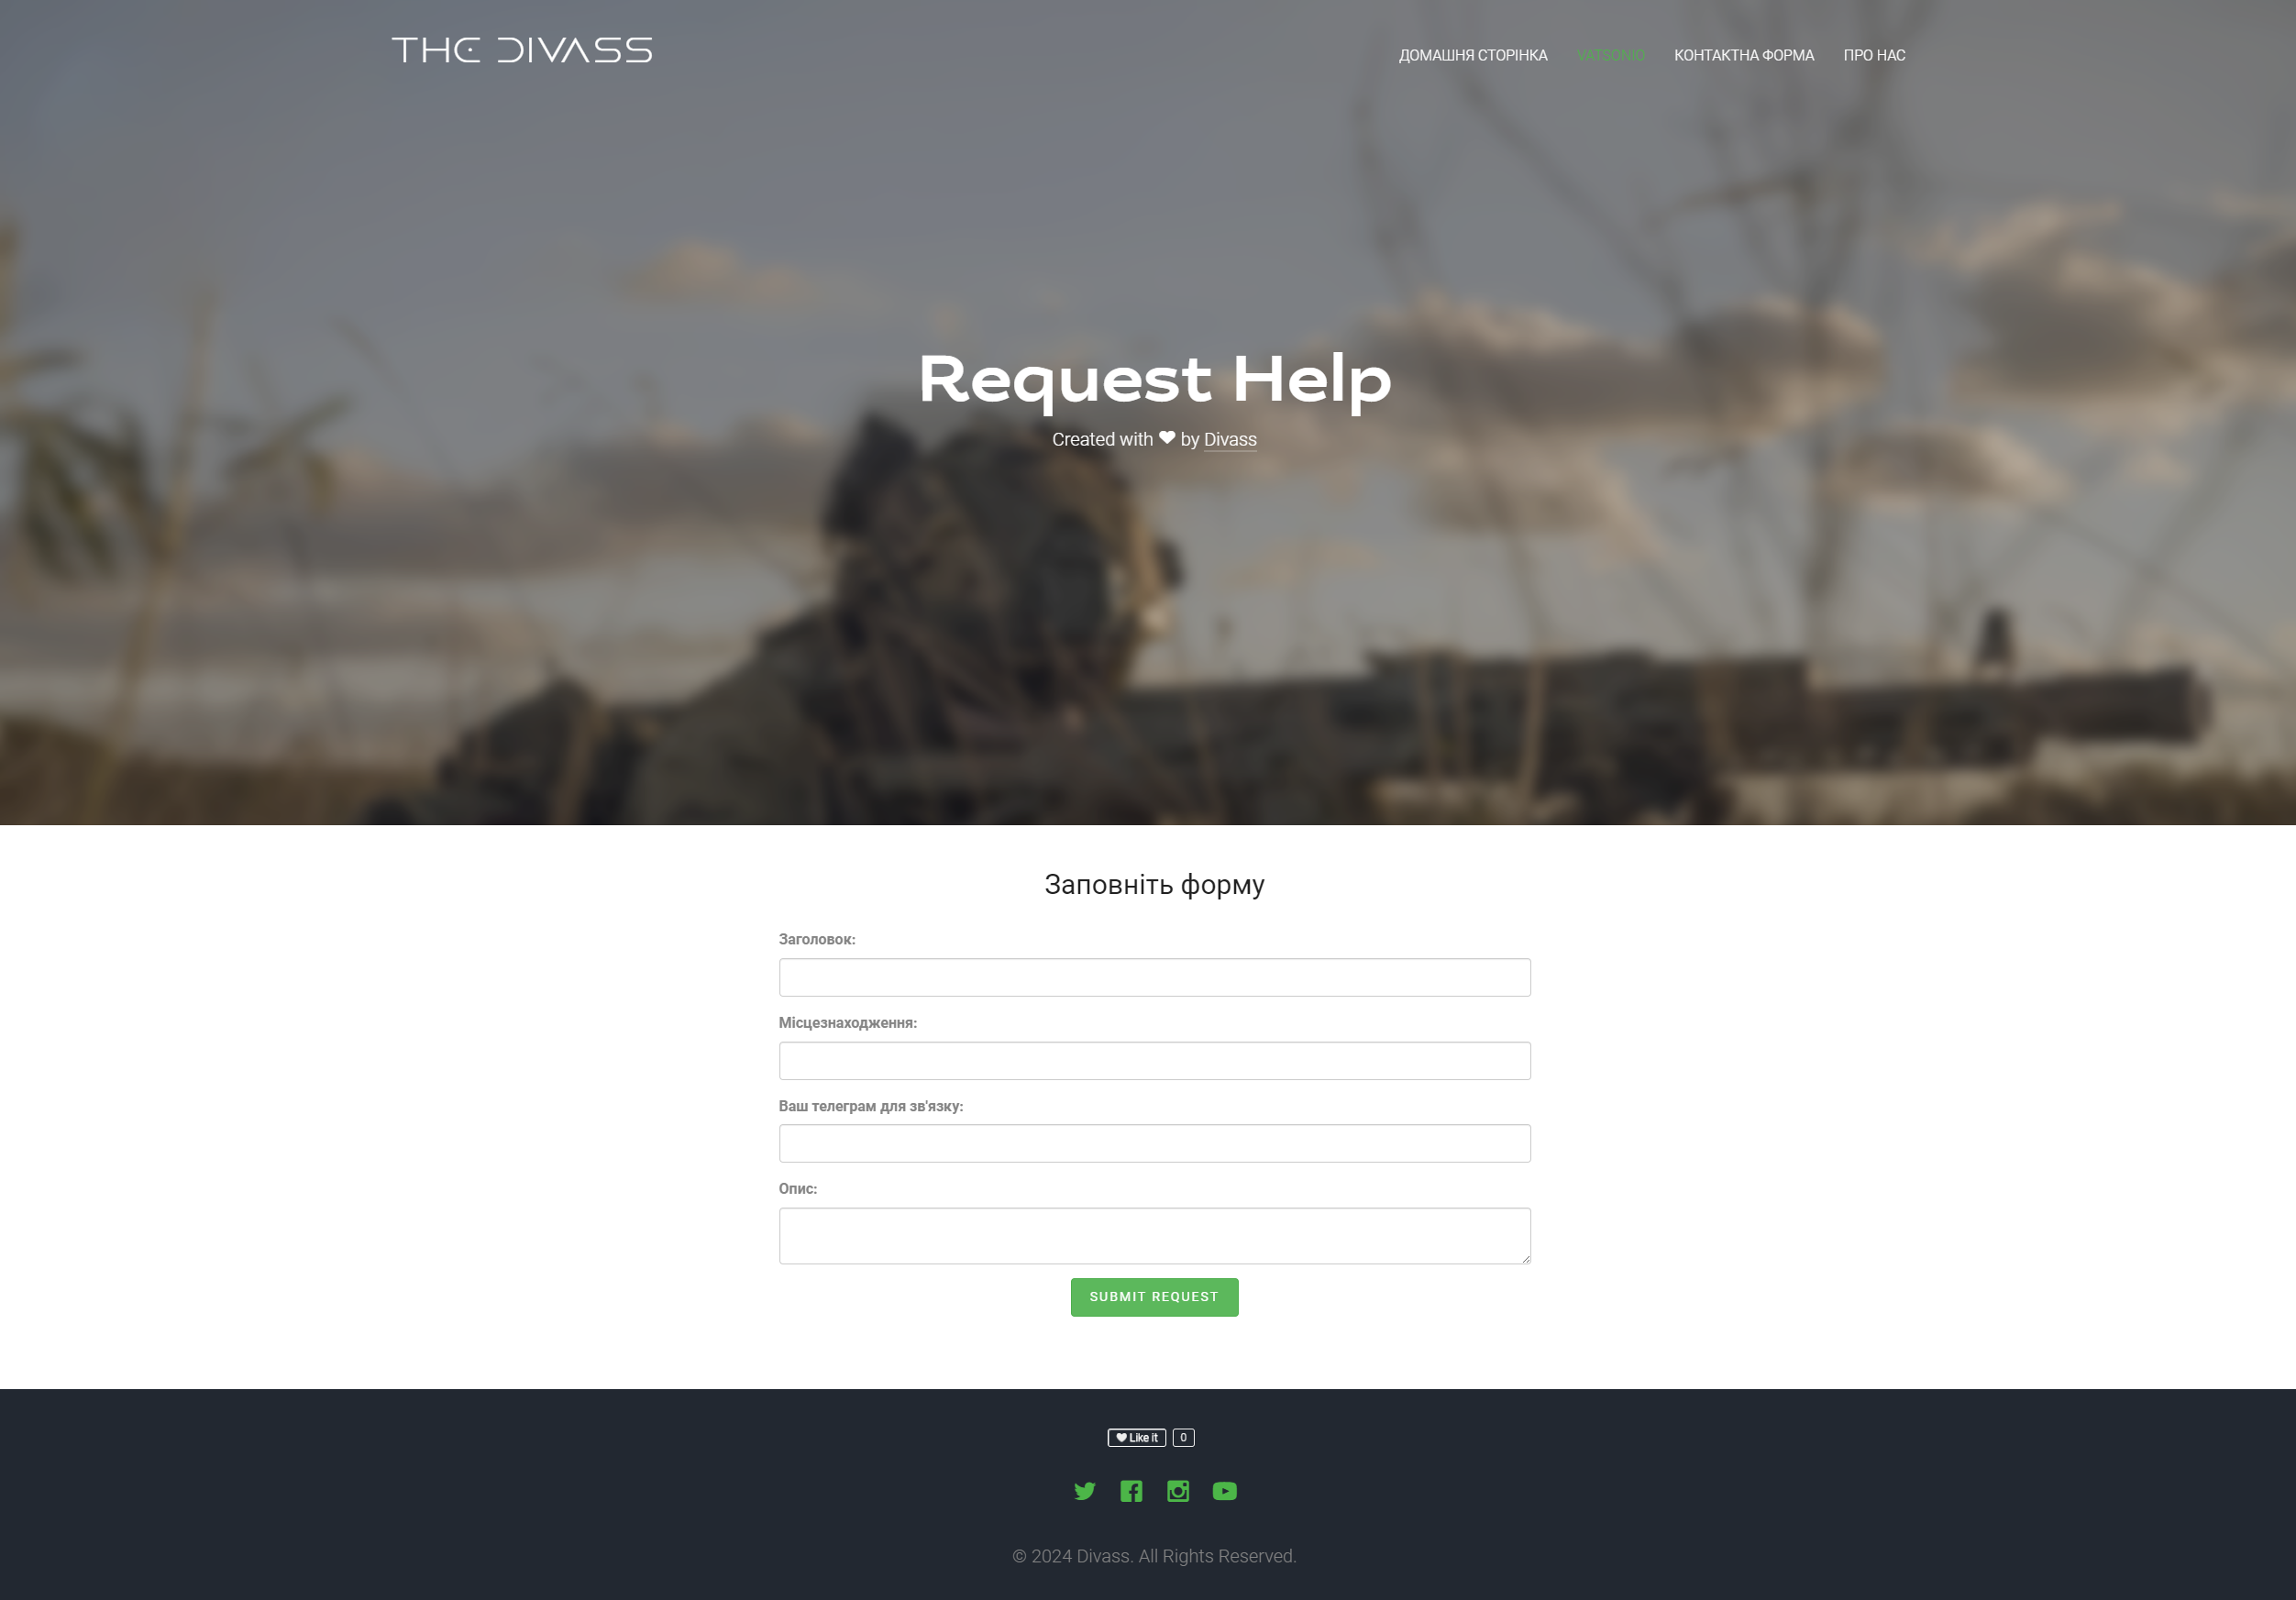 THE DIVASS
ДОМАШНЯ СТОРІНКА VATSONIO КОНТАКТНА ФОРМА ПРО НАС
Request Help
Created with ♥ by Divass
Заповніть форму
Заголовок:
Місцезнаходження:
Ваш телеграм для зв'язку:
Опис:
SUBMIT REQUEST
♥ Like it 0
© 2024 Divass. All Rights Reserved.